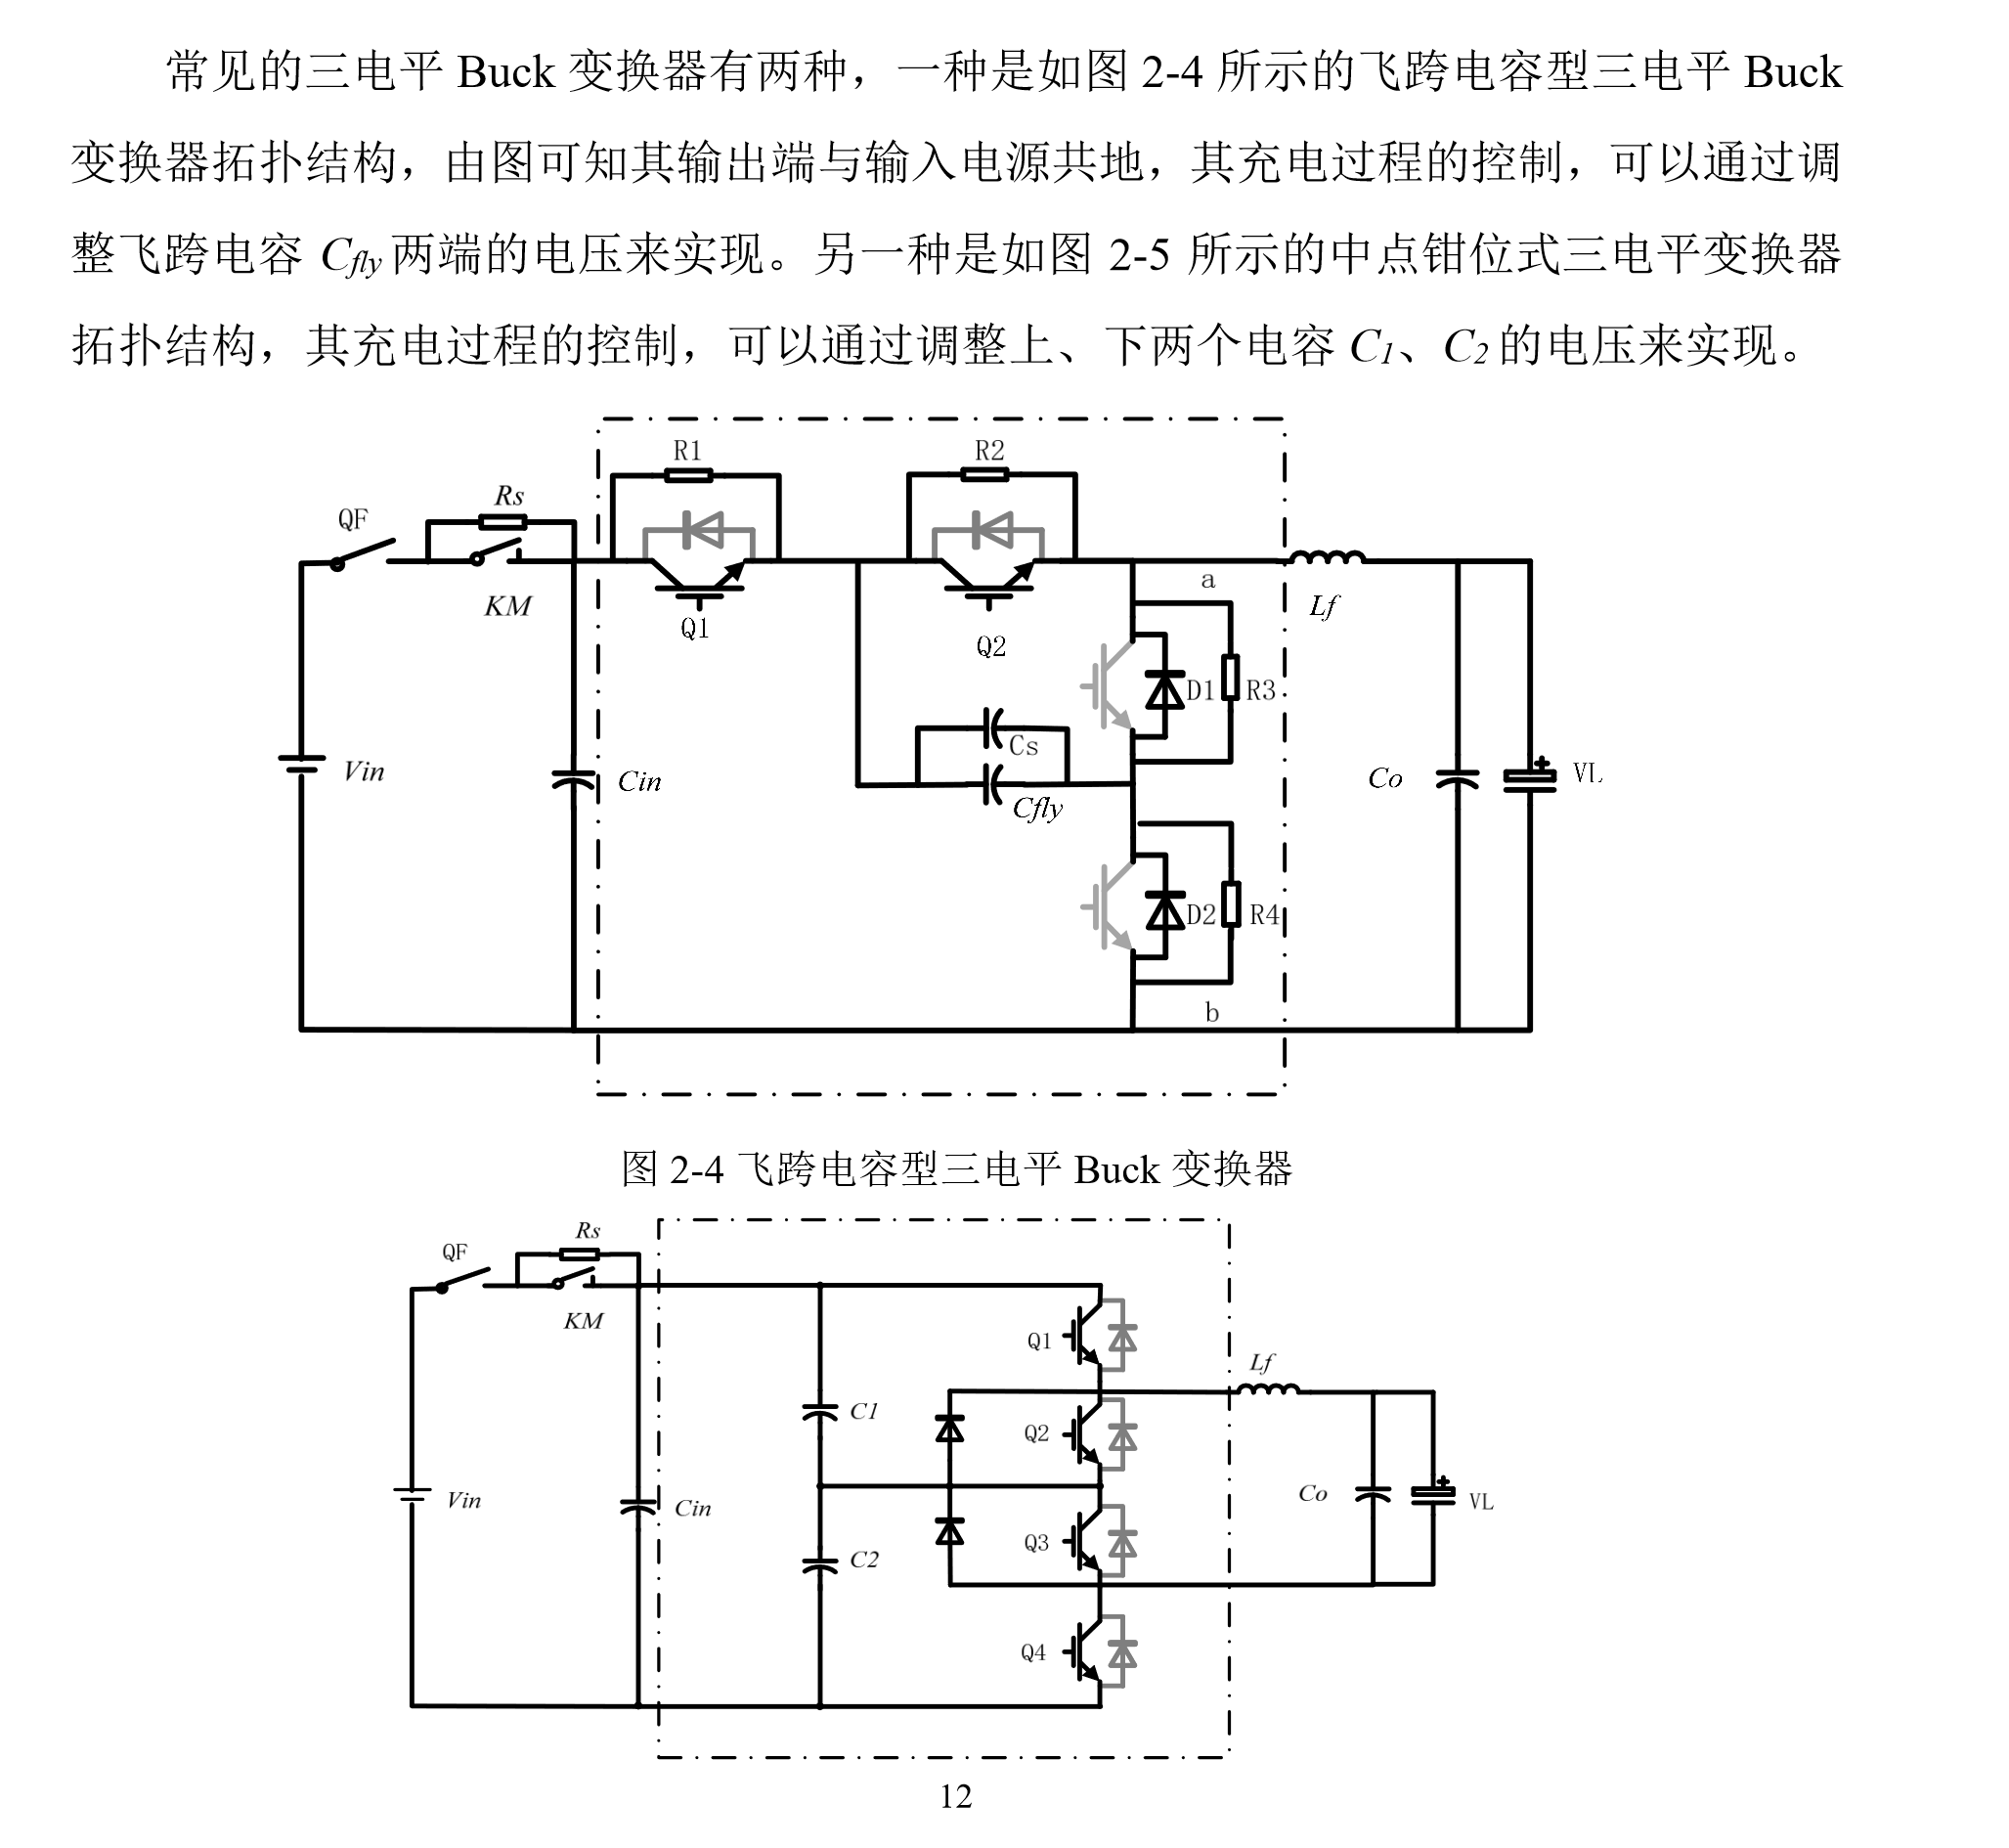 常见的三电平 Buck 变换器有两种，一种是如图 2-4 所示的飞跨电容型三电平 Buck
变换器拓扑结构，由图可知其输出端与输入电源共地，其充电过程的控制，可以通过调
整飞跨电容 Cfly 两端的电压来实现。另一种是如图 2-5 所示的中点钳位式三电平变换器
拓扑结构，其充电过程的控制，可以通过调整上、下两个电容 C1、C2 的电压来实现。
R1
R2
Rs
QF
KM
Q1
Q2
a
Lf
D1
R3
Cs
Vin
Cin
Cfly
Co
VL
D2
R4
b
图 2-4 飞跨电容型三电平 Buck 变换器
Rs
QF
KM
Q1
Lf
C1
Q2
Vin
Cin
Co
VL
C2
Q3
Q4
12